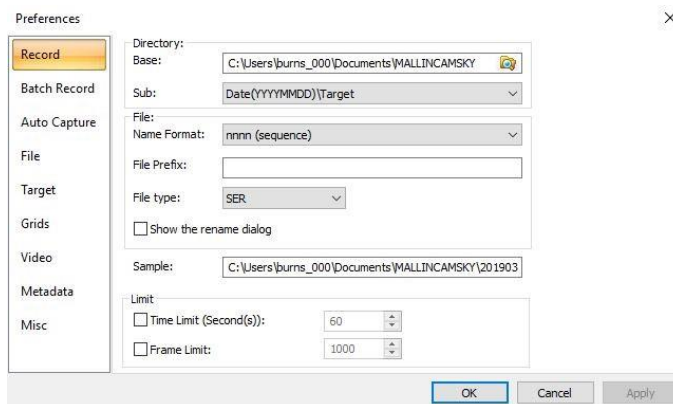 Preferences
Record
Batch Record
Auto Capture
File
Target
Grids
Video
Metadata
Misc
Directory:
Base: C:\Users\burns_000\Documents\MALLINCAMSKY
Sub: Date(YYYYMMDD)\Target
File:
Name Format: nnnn (sequence)
File Prefix:
File type: SER
Show the rename dialog
Sample: C:\Users\burns_000\Documents\MALLINCAMSKY\201903
Limit
Time Limit (Second(s)): 60
Frame Limit: 1000
OK Cancel Apply